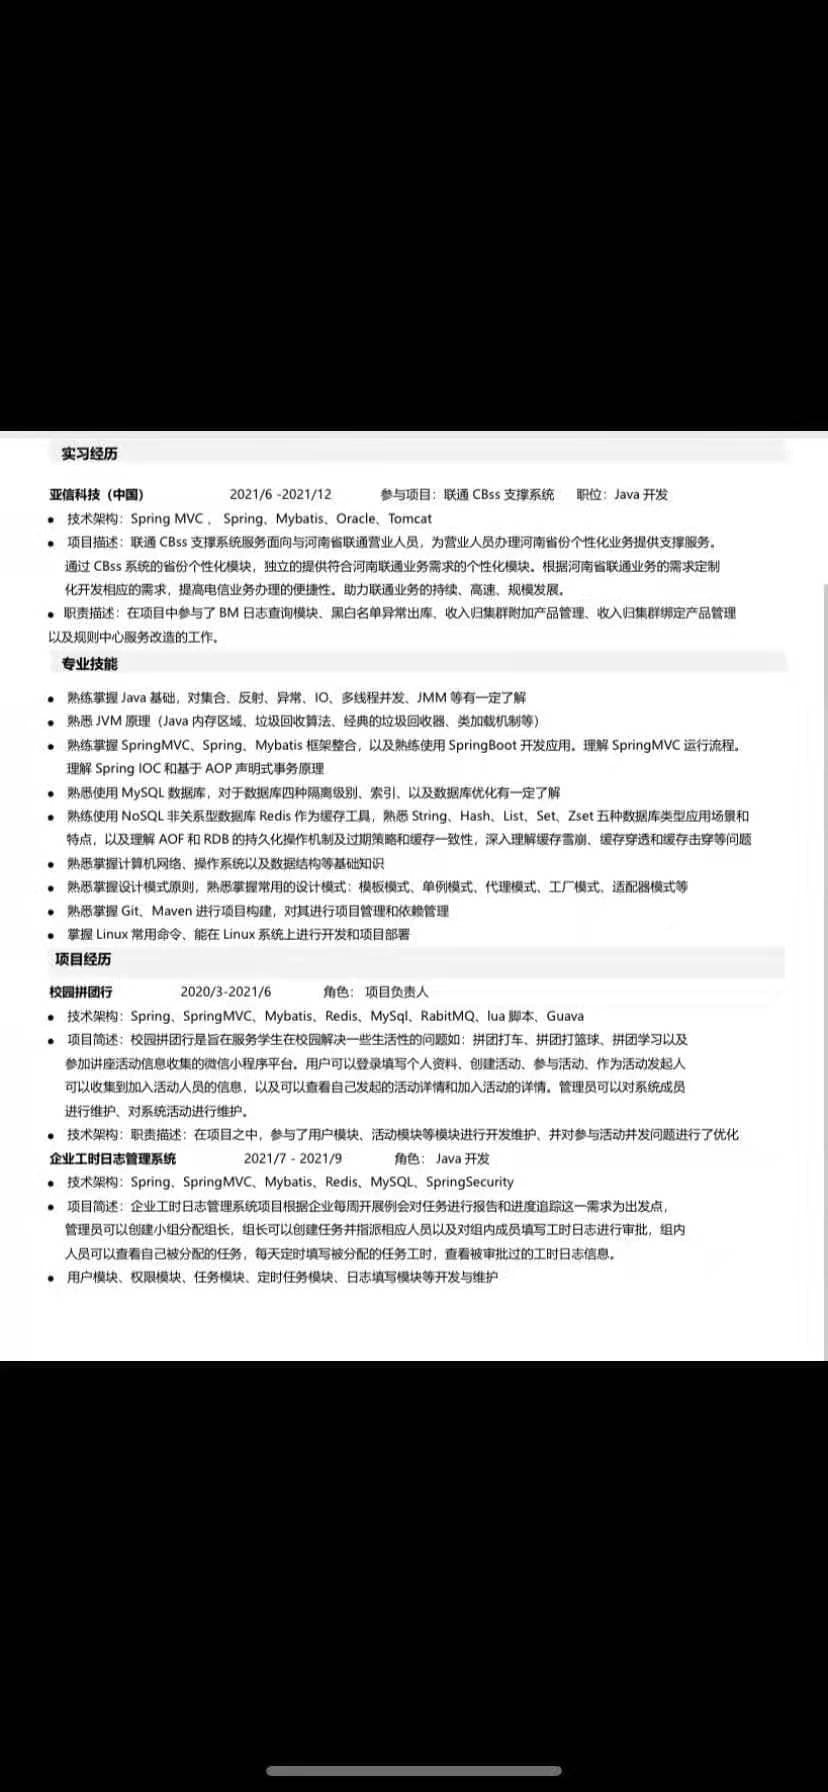 实习经历
亚信科技（中国） 2021/6 -2021/12 参与项目：联通 CBss 支撑系统 职位：Java 开发
● 技术架构：Spring MVC 、 Spring、Mybatis、Oracle、Tomcat
● 项目描述：联通 CBss 支撑系统服务面向与河南省联通营业人员，为营业人员办理河南省份个性化业务提供支撑服务。
通过 CBss 系统的省份个性化模块，独立的提供符合河南联通业务需求的个性化模块。根据河南省联通业务的需求定制
化开发相应的需求，提高电信业务办理的便捷性。助力联通业务的持续、高速、规模发展。
● 职责描述：在项目中参与了 BM 日志查询模块、黑白名单异常出库、收入归集群附加产品管理、收入归集群绑定产品管理
以及规则中心服务改造的工作。
专业技能
● 熟练掌握 Java 基础，对集合、反射、异常、IO、多线程并发、JMM 等有一定了解
● 熟悉 JVM 原理（Java 内存区域、垃圾回收算法、经典的垃圾回收器、类加载机制等）
● 熟练掌握 SpringMVC、Spring、Mybatis 框架整合，以及熟练使用 SpringBoot 开发应用。理解 SpringMVC 运行流程。
理解 Spring IOC 和基于 AOP 声明式事务原理
● 熟悉使用 MySQL 数据库，对于数据库四种隔离级别、索引、以及数据库优化有一定了解
● 熟练使用 NoSQL 非关系型数据库 Redis 作为缓存工具，熟悉 String、Hash、List、Set、Zset 五种数据库类型应用场景和
特点，以及理解 AOF 和 RDB 的持久化操作机制及过期策略和缓存一致性，深入理解缓存雪崩、缓存穿透和缓存击穿等问题
● 熟悉掌握计算机网络、操作系统以及数据结构等基础知识
● 熟悉掌握设计模式原则，熟悉掌握常用的设计模式：模板模式、单例模式、代理模式、工厂模式、适配器模式等
● 熟悉掌握 Git、Maven 进行项目构建，对其进行项目管理和依赖管理
● 掌握 Linux 常用命令、能在 Linux 系统上进行开发和项目部署
项目经历
校园拼团行 2020/3-2021/6 角色： 项目负责人
● 技术架构：Spring、SpringMVC、Mybatis、Redis、MySql、RabitMQ、lua 脚本、Guava
● 项目简述：校园拼团行是旨在服务学生在校园解决一些生活性的问题如：拼团打车、拼团打篮球、拼团学习以及
参加讲座活动信息收集的微信小程序平台。用户可以登录填写个人资料、创建活动、参与活动、作为活动发起人
可以收集到加入活动人员的信息，以及可以查看自己发起的活动详情和加入活动的详情。管理员可以对系统成员
进行维护、对系统活动进行维护。
● 技术架构：职责描述：在项目之中，参与了用户模块、活动模块等模块进行开发维护、并对参与活动并发问题进行了优化
企业工时日志管理系统 2021/7 - 2021/9 角色： Java 开发
● 技术架构：Spring、SpringMVC、Mybatis、Redis、MySQL、SpringSecurity
● 项目简述：企业工时日志管理系统项目根据企业每周开展例会对任务进行报告和进度追踪这一需求为出发点，
管理员可以创建小组分配组长，组长可以创建任务并指派相应人员以及对组内成员填写工时日志进行审批，组内
人员可以查看自己被分配的任务，每天定时填写被分配的任务工时，查看被审批过的工时日志信息。
● 用户模块、权限模块、任务模块、定时任务模块、日志填写模块等开发与维护